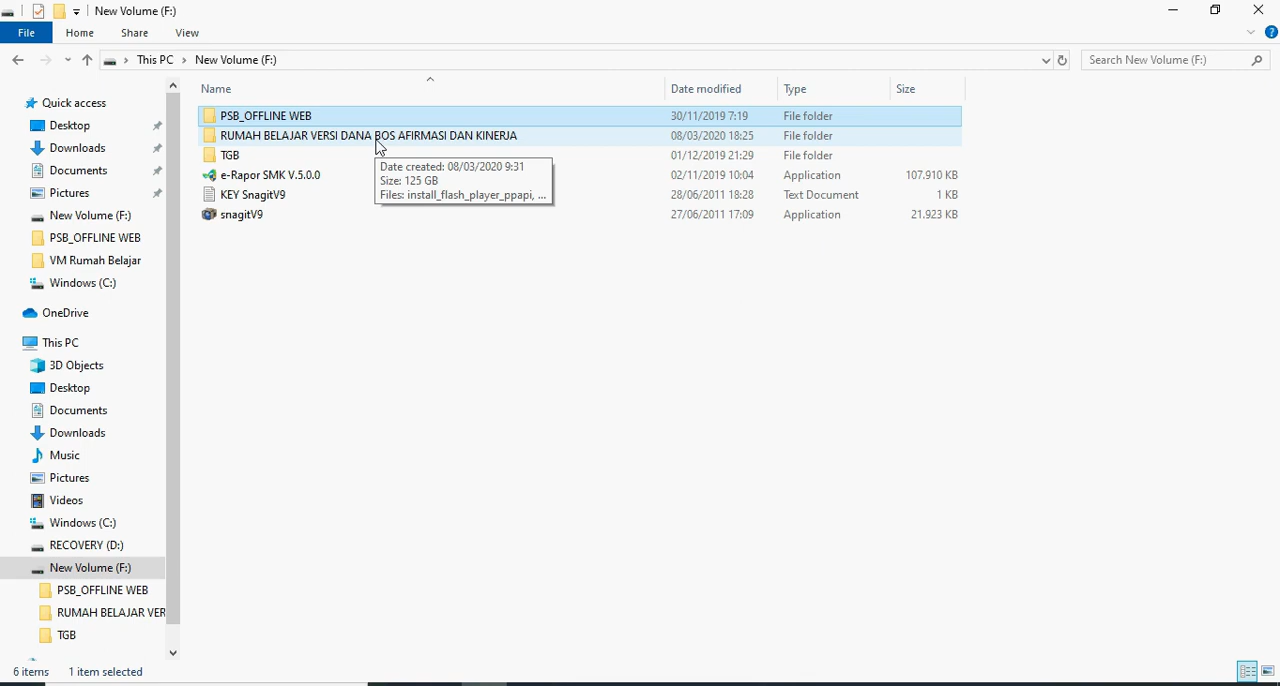 New Volume (F:)
File Home Share View
This PC New Volume (F:) Search New Volume (F:)
Name Date modified Type Size
PSB_OFFLINE WEB 30/11/2019 7:19 File folder
RUMAH BELAJAR VERSI DANA BOS AFIRMASI DAN KINERJA 08/03/2020 18:25 File folder
TGB 01/12/2019 21:29 File folder
e-Rapor SMK V.5.0.0 02/11/2019 10:04 Application 107.910 KB
KEY SnagitV9 28/06/2011 18:28 Text Document 1 KB
snagitV9 27/06/2011 17:09 Application 21.923 KB
Date created: 08/03/2020 9:31
Size: 125 GB
Files: install_flash_player_ppapi, ...
Quick access
Desktop
Downloads
Documents
Pictures
New Volume (F:)
PSB_OFFLINE WEB
VM Rumah Belajar
Windows (C:)
OneDrive
This PC
3D Objects
Desktop
Documents
Downloads
Music
Pictures
Videos
Windows (C:)
RECOVERY (D:)
New Volume (F:)
PSB_OFFLINE WEB
RUMAH BELAJAR VER
TGB
6 items 1 item selected